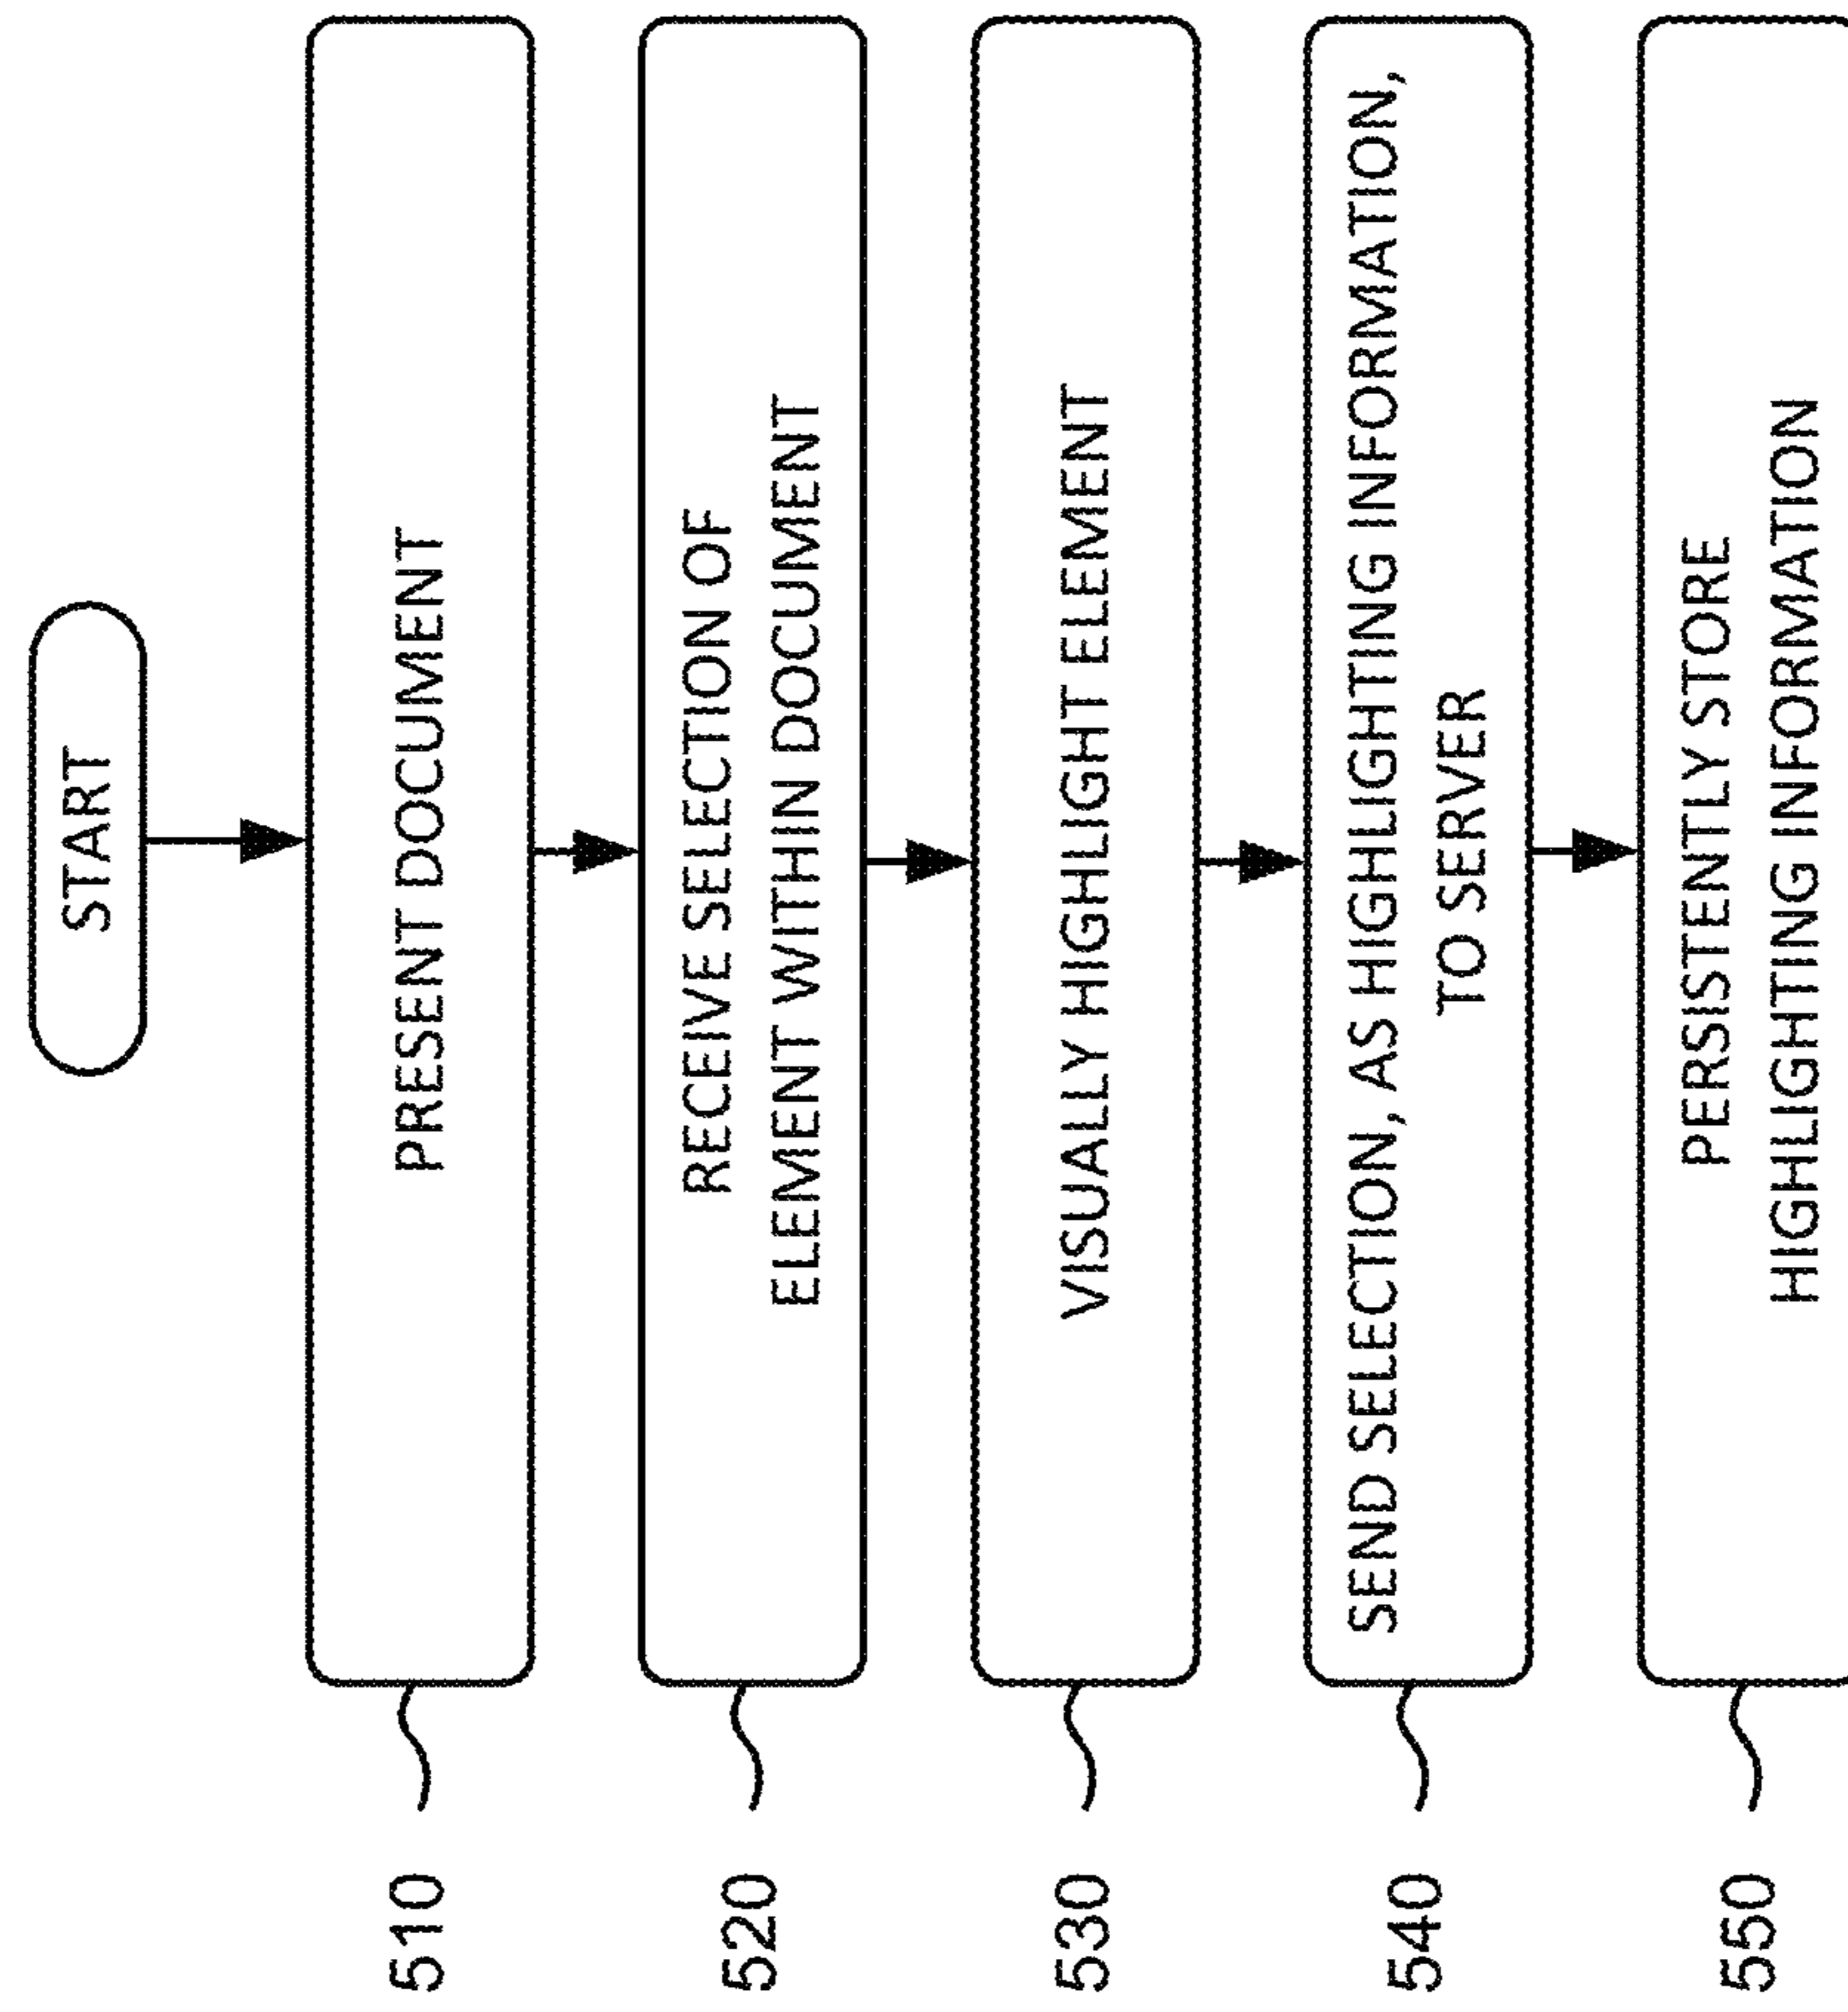 START
510
PRESENT DOCUMENT
520
RECEIVE SELECTION OF
ELEMENT WITHIN DOCUMENT
530
VISUALLY HIGHLIGHT ELEMENT
540
SEND SELECTION, AS HIGHLIGHTING INFORMATION,
TO SERVER
550
PERSISTENTLY STORE
HIGHLIGHTING INFORMATION